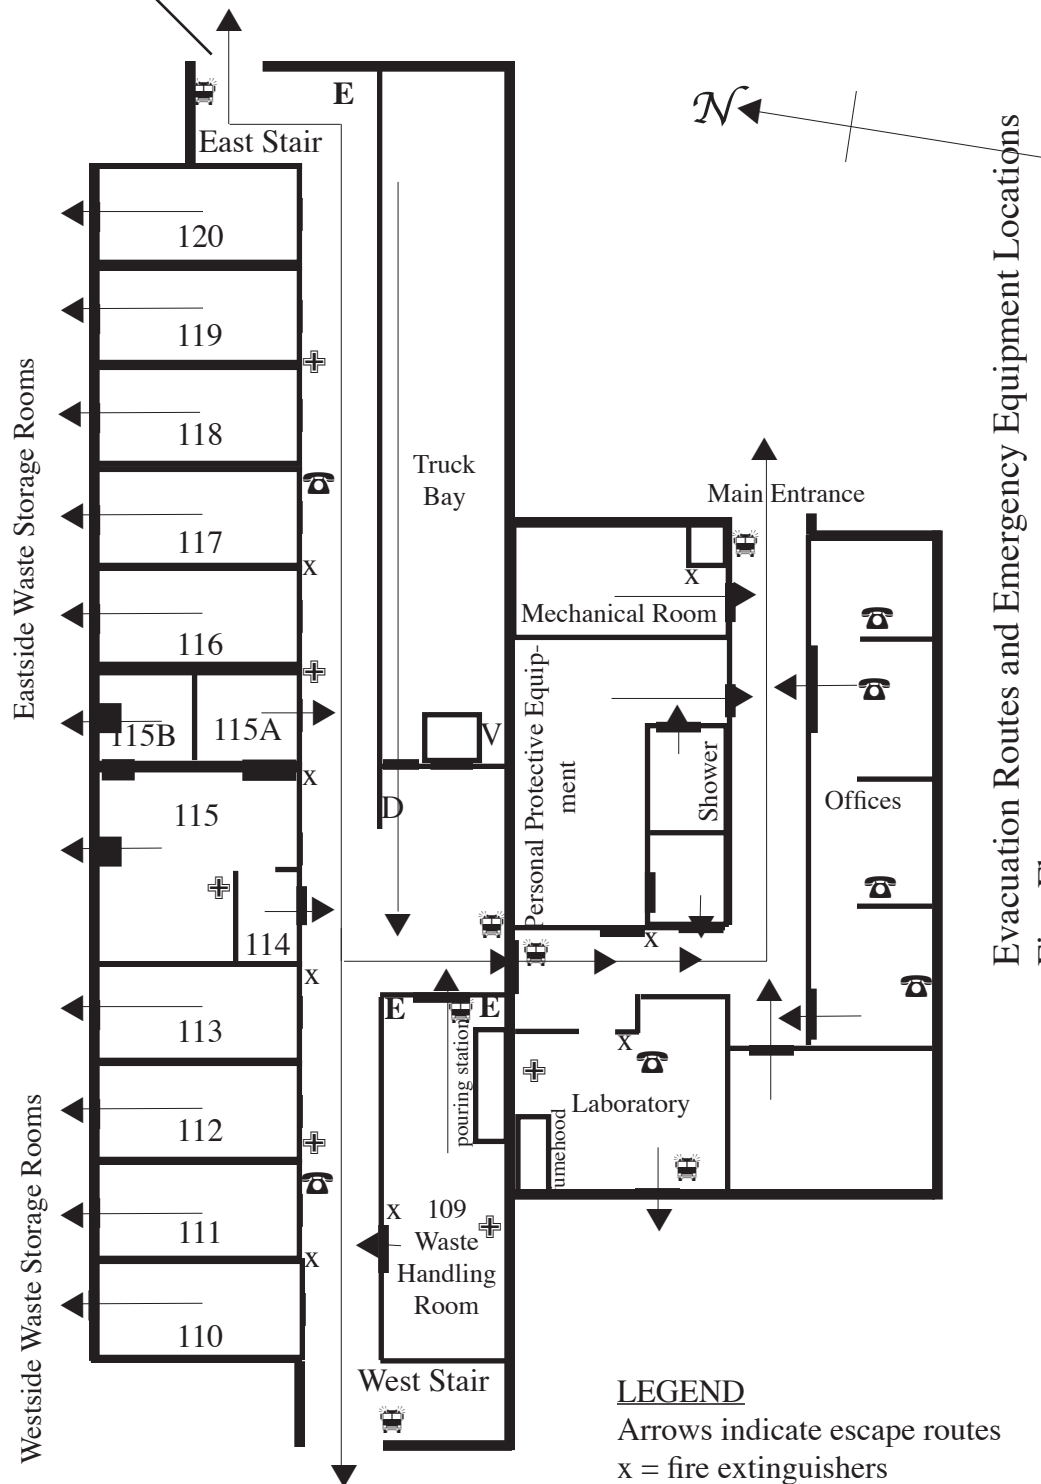 E
East Stair
N
120
119
118
117
116
115B
115A
115
114
113
112
111
110
Eastside Waste Storage Rooms
Westside Waste Storage Rooms
Truck
Bay
V
D
Main Entrance
x
Mechanical Room
Personal Protective Equip-
ment
Shower
Offices
x
x
x
x
x
x
E
E
pouring station
x
Laboratory
umehood
x
109
Waste
Handling
Room
West Stair
Evacuation Routes and Emergency Equipment Locations
LEGEND
Arrows indicate escape routes
x = fire extinguishers